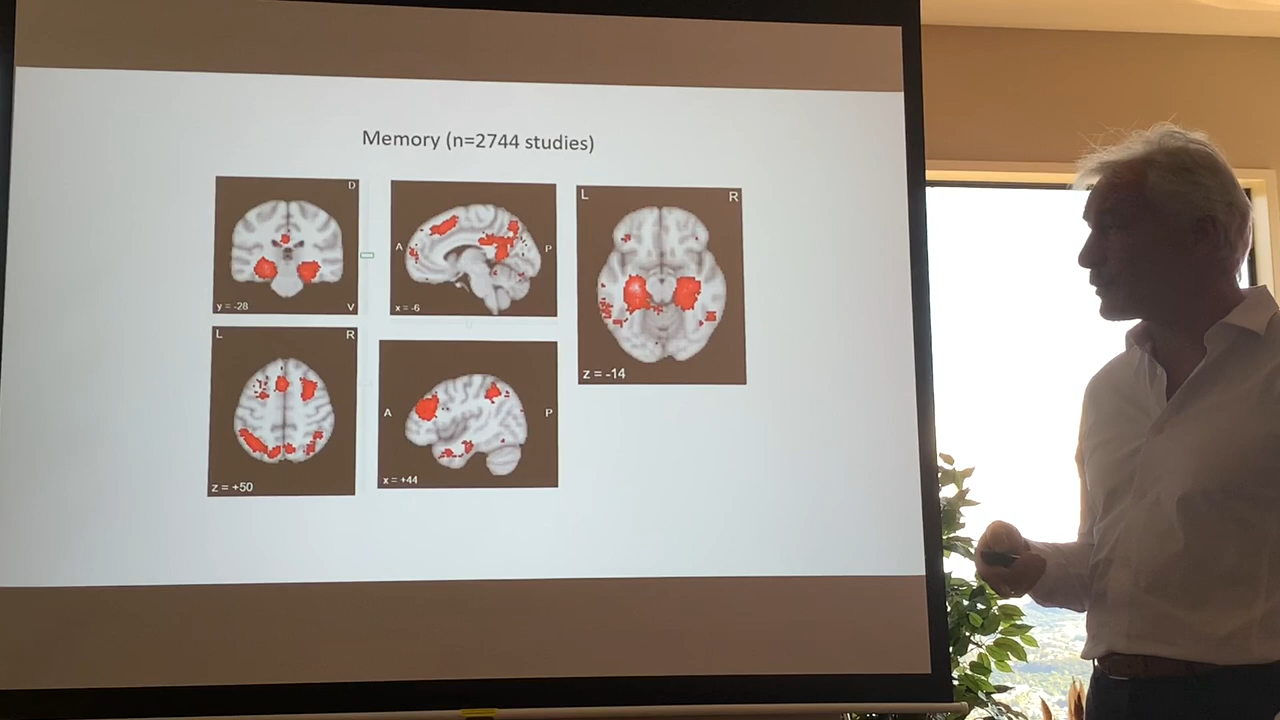 Memory (n=2744 studies)
D
y = -28
V
A
P
x = -6
L
R
z = -14
L
R
z = +50
A
P
x = +44